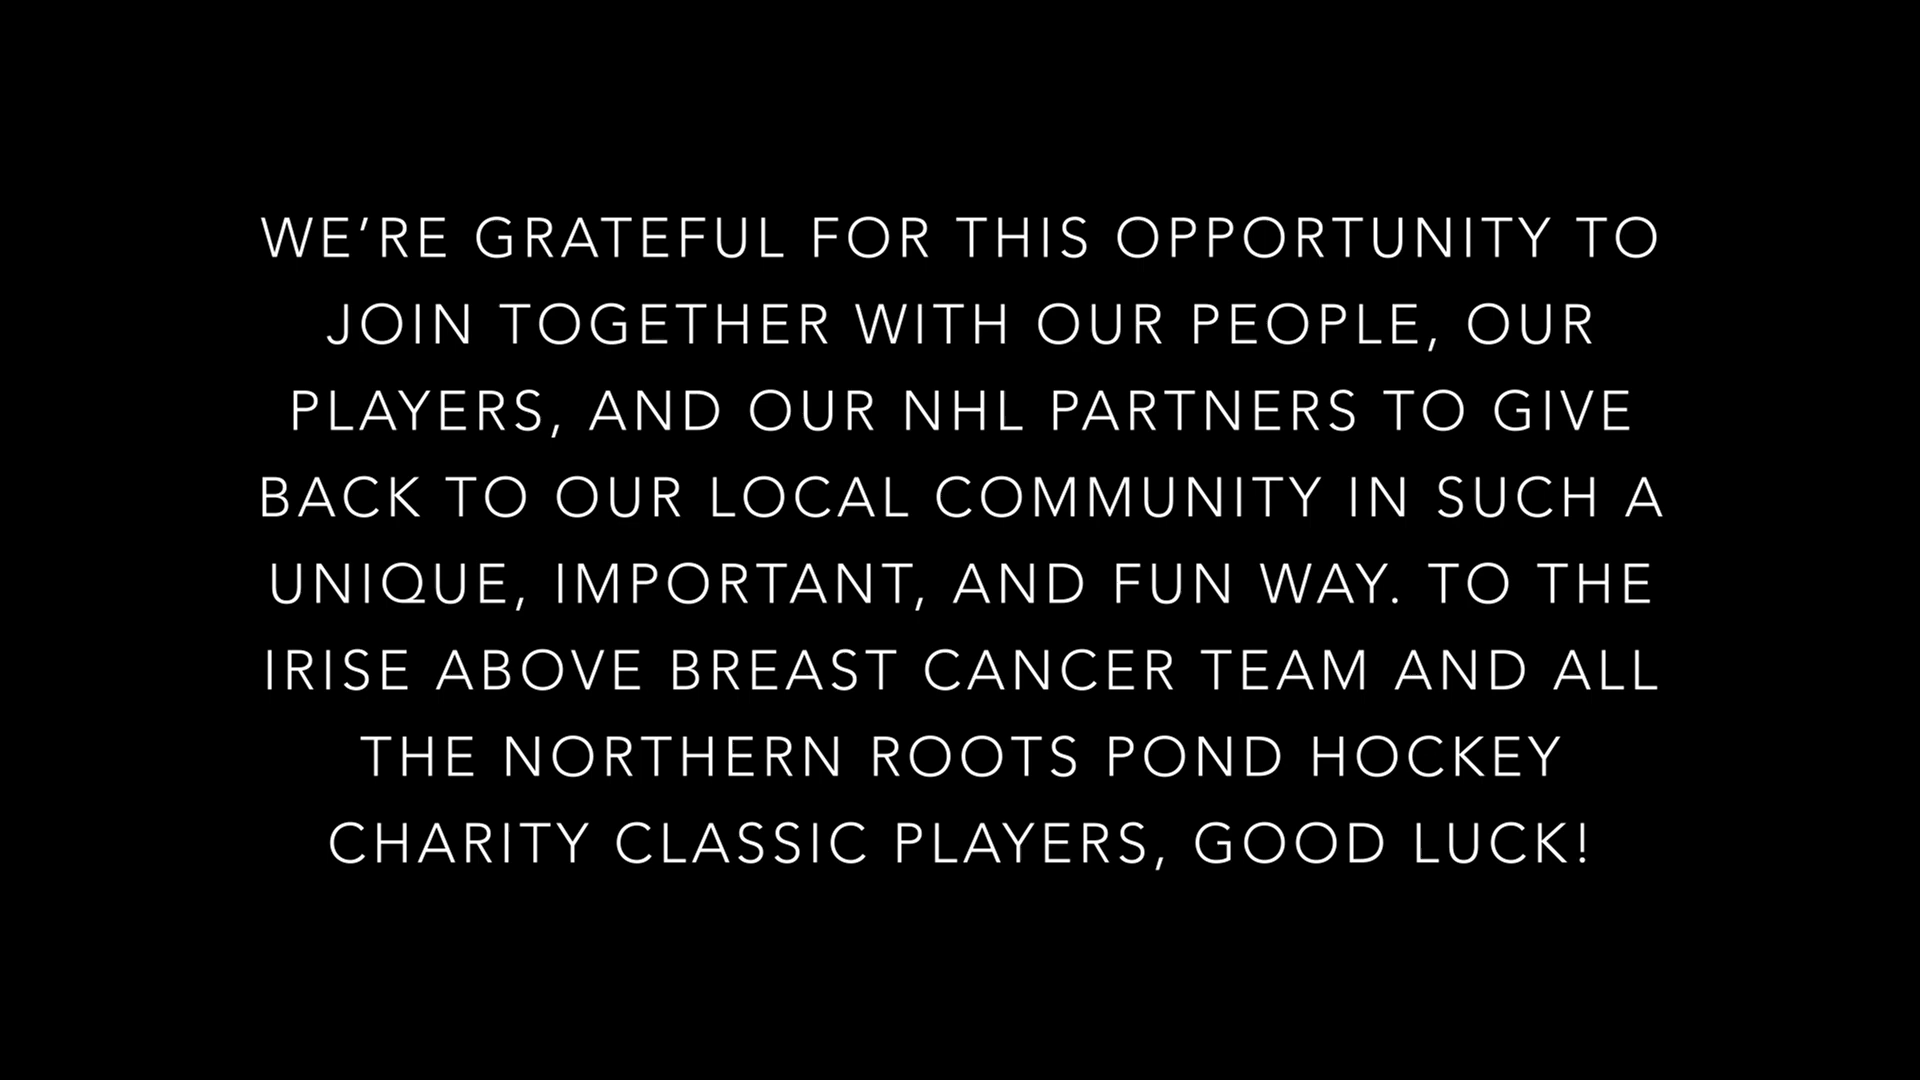 WE’RE GRATEFUL FOR THIS OPPORTUNITY TO
JOIN TOGETHER WITH OUR PEOPLE, OUR
PLAYERS, AND OUR NHL PARTNERS TO GIVE
BACK TO OUR LOCAL COMMUNITY IN SUCH A
UNIQUE, IMPORTANT, AND FUN WAY. TO THE
IRISE ABOVE BREAST CANCER TEAM AND ALL
THE NORTHERN ROOTS POND HOCKEY
CHARITY CLASSIC PLAYERS, GOOD LUCK!